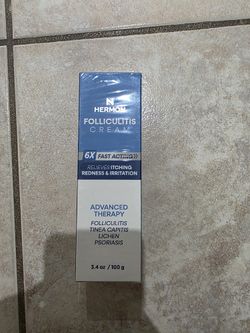 HERMON
FOLLICULITIS
CREAM
6X FAST ACTING
RELIEVES ITCHING
REDNESS & IRRITATION
ADVANCED
THERAPY
FOLLICULITIS
TINEA CAPITIS
LICHEN
PSORIASIS
3.4 oz / 100 g